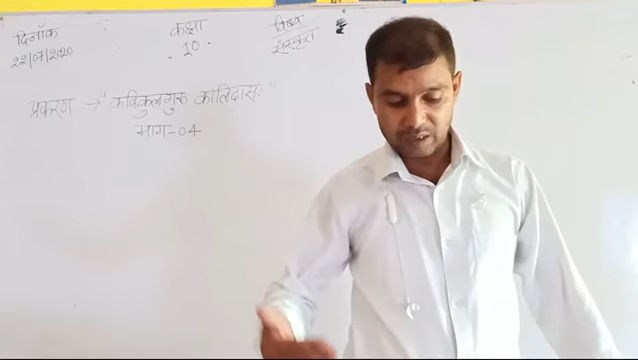 दिनाँक कक्षा विषय
22/07/2020 10. संस्कृत
प्रकरण → "कविकुलगुरु कालिदासः"
भाग-04